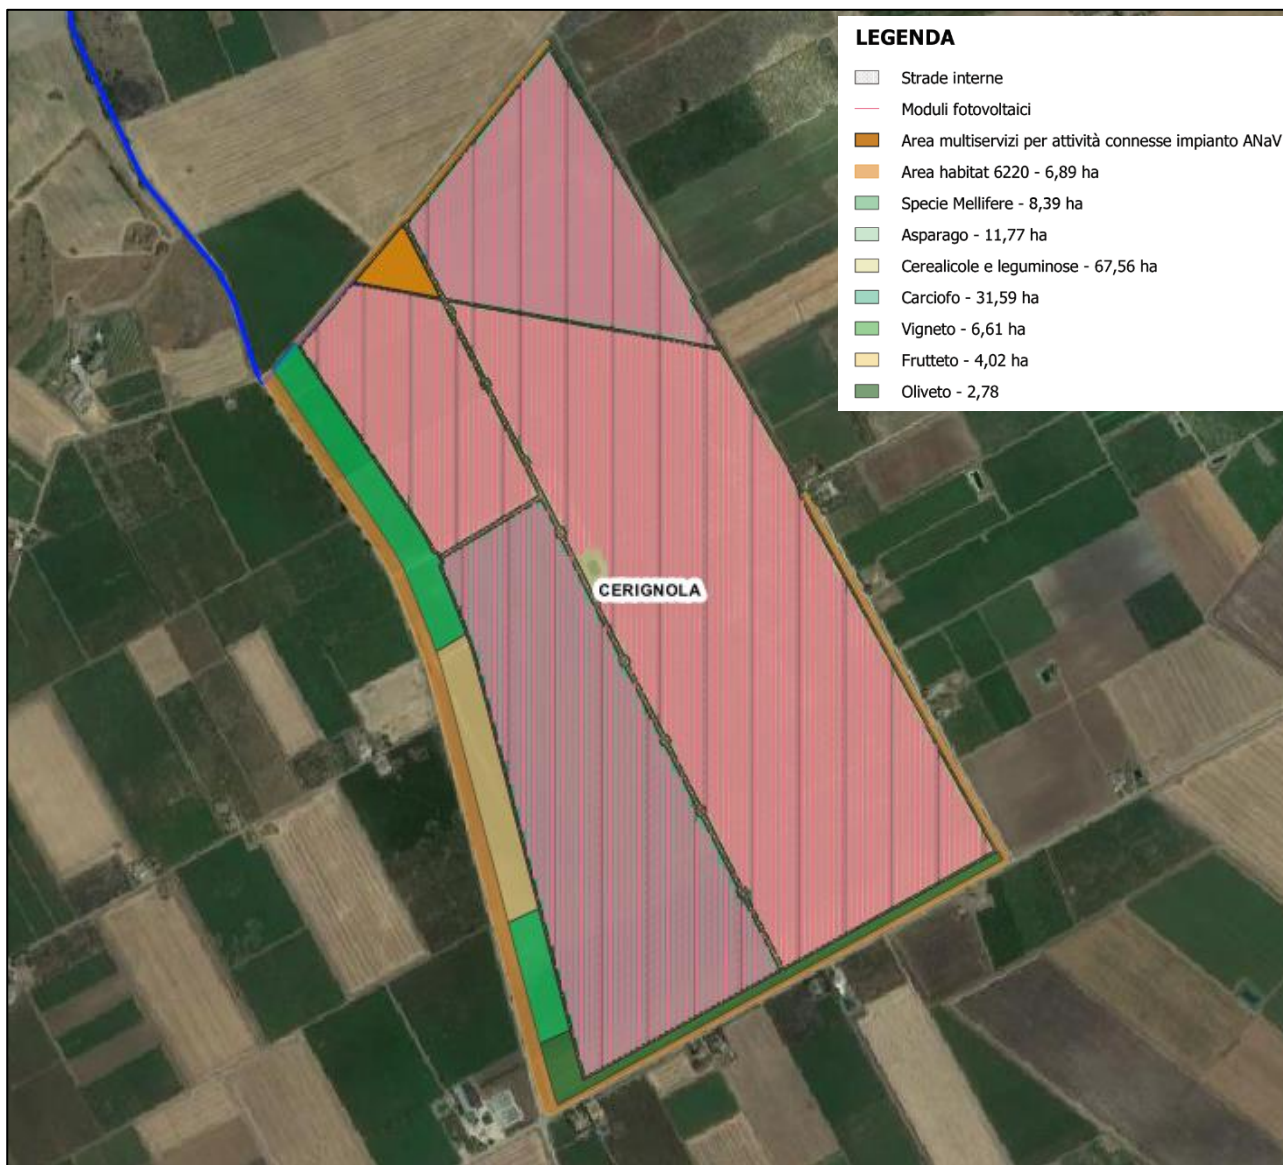 LEGENDA
Strade interne
Moduli fotovoltaici
Area multiservizi per attività connesse impianto ANaV
Area habitat 6220 - 6,89 ha
Specie Mellifere - 8,39 ha
Asparago - 11,77 ha
Cerealicole e leguminose - 67,56 ha
Carciofo - 31,59 ha
Vigneto - 6,61 ha
Frutteto - 4,02 ha
Oliveto - 2,78
CERIGNOLA